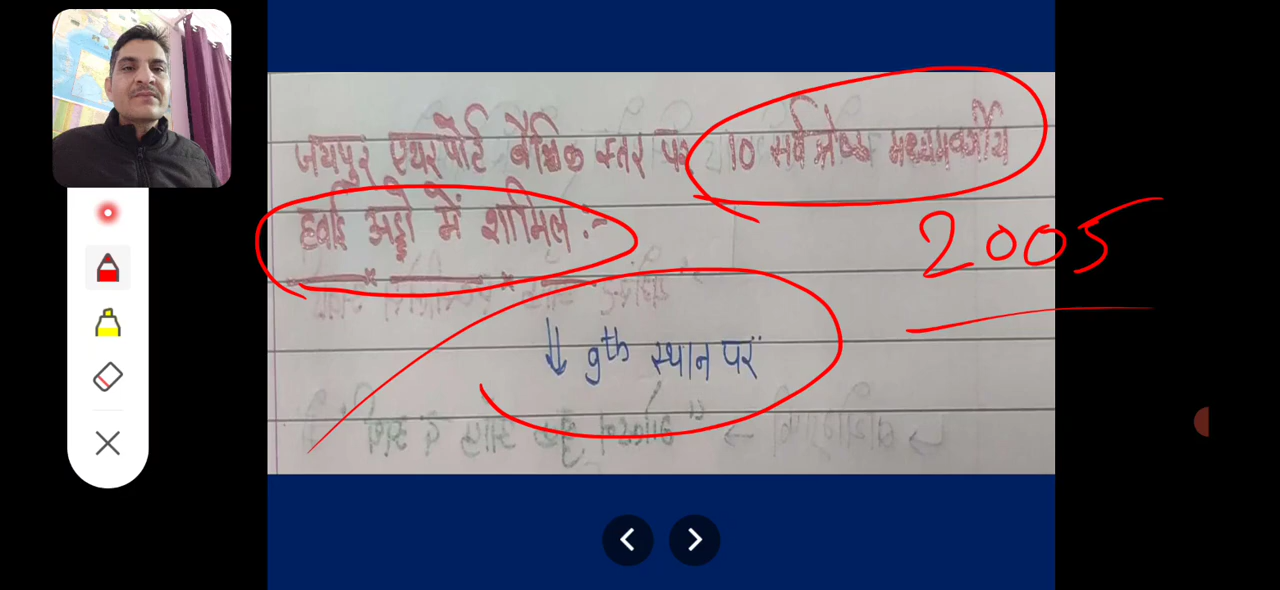 जयपुर एयरपोर्ट वैश्विक स्तर पर 10 सर्वश्रेष्ठ मध्यमवर्गीय
हवाई अड्डो में शामिल :-
2005
↓ 9th स्थान पर